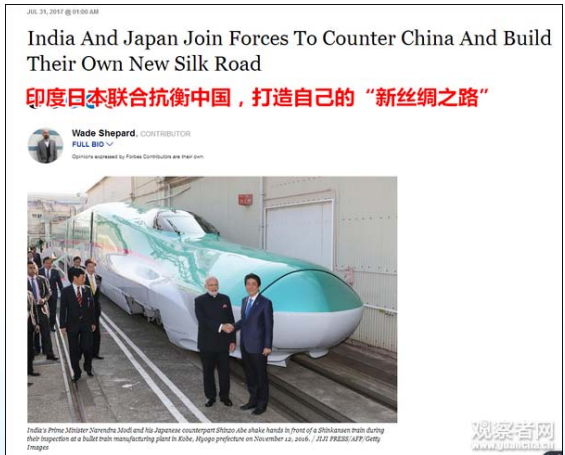 JUL 31, 2017 @ 01:00 AM
India And Japan Join Forces To Counter China And Build
Their Own New Silk Road
印度日本联合抗衡中国，打造自己的“新丝绸之路”
Wade Shepard, CONTRIBUTOR
FULL BIO
Opinions expressed by Forbes Contributors are their own.
India's Prime Minister Narendra Modi and his Japanese counterpart Shinzo Abe shake hands in front of a Shinkansen train during
their inspection at a bullet train manufacturing plant in Kobe, Hyogo prefecture on November 12, 2016. / JIJI PRESS/AFP/Getty
Images
观察者网
www.guancha.cn